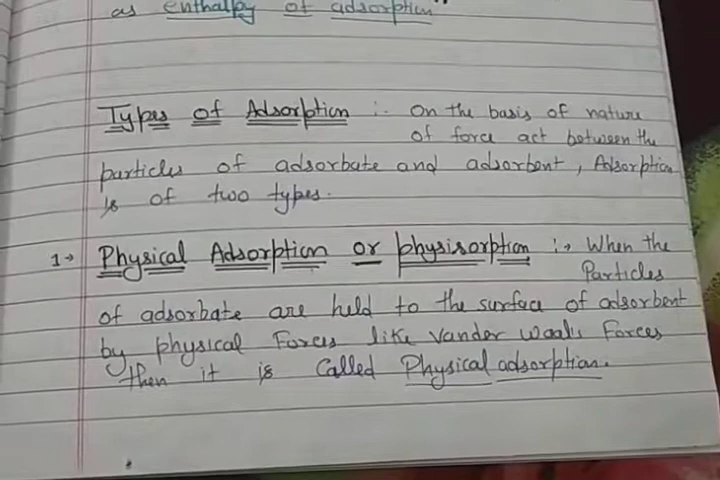 as enthalpy of adsorption"
Types of Adsorption :- On the basis of nature
of force act between the
particles of adsorbate and adsorbent, Adsorption
is of two types.
1→ Physical Adsorption or physisorption :→ When the
Particles
of adsorbate are held to the surface of adsorbent
by physical Forces like Vander waals Forces
then it is Called Physical adsorption.